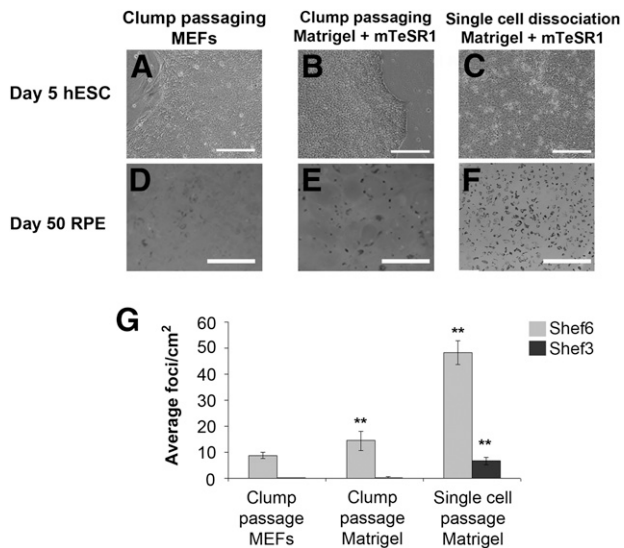 Clump passaging
MEFs
Clump passaging
Matrigel + mTeSR1
Single cell dissociation
Matrigel + mTeSR1
Day 5 hESC
A
B
C
Day 50 RPE
D
E
F
G
Average foci/cm²
60
50
40
30
20
10
0
**
**
**
Shef6
Shef3
Clump
passage
MEFs
Clump
passage
Matrigel
Single cell
passage
Matrigel